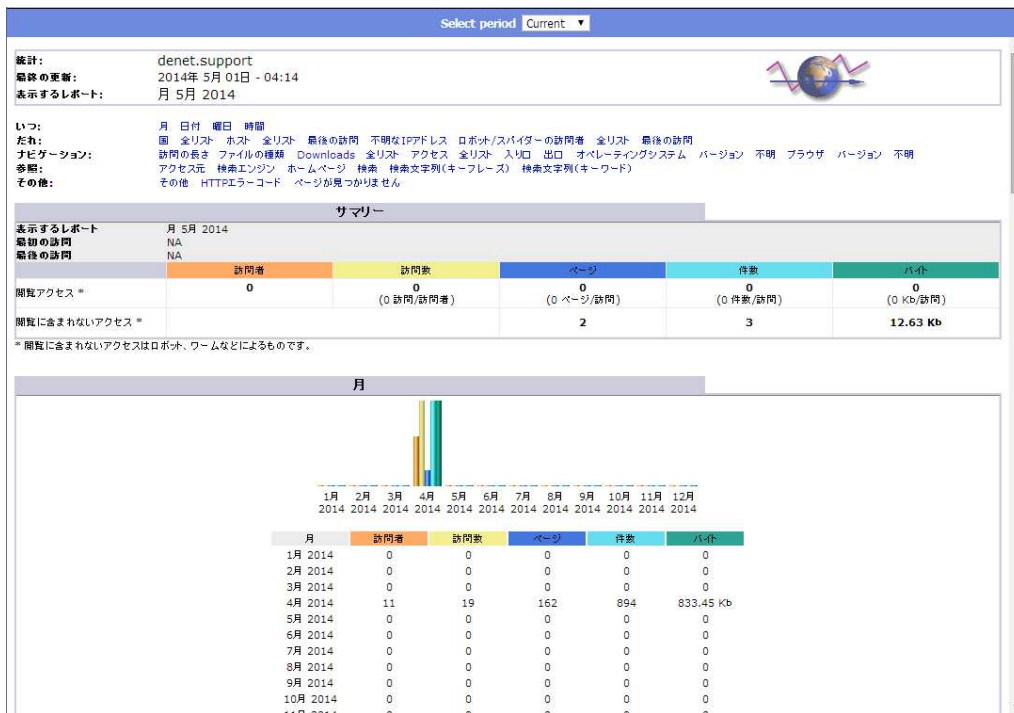 Select period Current
統計: denet.support
最終の更新: 2014年 5月 01日 - 04:14
表示するレポート: 月 5月 2014
いつ: 月 日付 曜日 時間
だれ: 国 全リスト ホスト 全リスト 最後の訪問 不明なIPアドレス ロボット/スパイダーの訪問者 全リスト 最後の訪問
ナビゲーション: 訪問の長さ ファイルの種類 Downloads 全リスト アクセス 全リスト 入り口 出口 オペレーティングシステム バージョン 不明 ブラウザ バージョン 不明
参照: アクセス元 検索エンジン ホームページ 検索 検索文字列(キーフレーズ) 検索文字列(キーワード)
その他: その他 HTTPエラーコード ページが見つかりません
サマリー
表示するレポート 月 5月 2014
最初の訪問 NA
最後の訪問 NA
訪問者 訪問数 ページ 件数 バイト
閲覧アクセス * 0 0 0 0 0
(0 訪問/訪問者) (0 ページ/訪問) (0 件数/訪問) (0 Kb/訪問)
閲覧に含まれないアクセス * 2 3 12.63 Kb
* 閲覧に含まれないアクセスはロボット、ワームなどによるものです。
月
1月 2月 3月 4月 5月 6月 7月 8月 9月 10月 11月 12月
2014 2014 2014 2014 2014 2014 2014 2014 2014 2014 2014 2014
月 訪問者 訪問数 ページ 件数 バイト
1月 2014 0 0 0 0 0
2月 2014 0 0 0 0 0
3月 2014 0 0 0 0 0
4月 2014 11 19 162 894 833.45 Kb
5月 2014 0 0 0 0 0
6月 2014 0 0 0 0 0
7月 2014 0 0 0 0 0
8月 2014 0 0 0 0 0
9月 2014 0 0 0 0 0
10月 2014 0 0 0 0 0